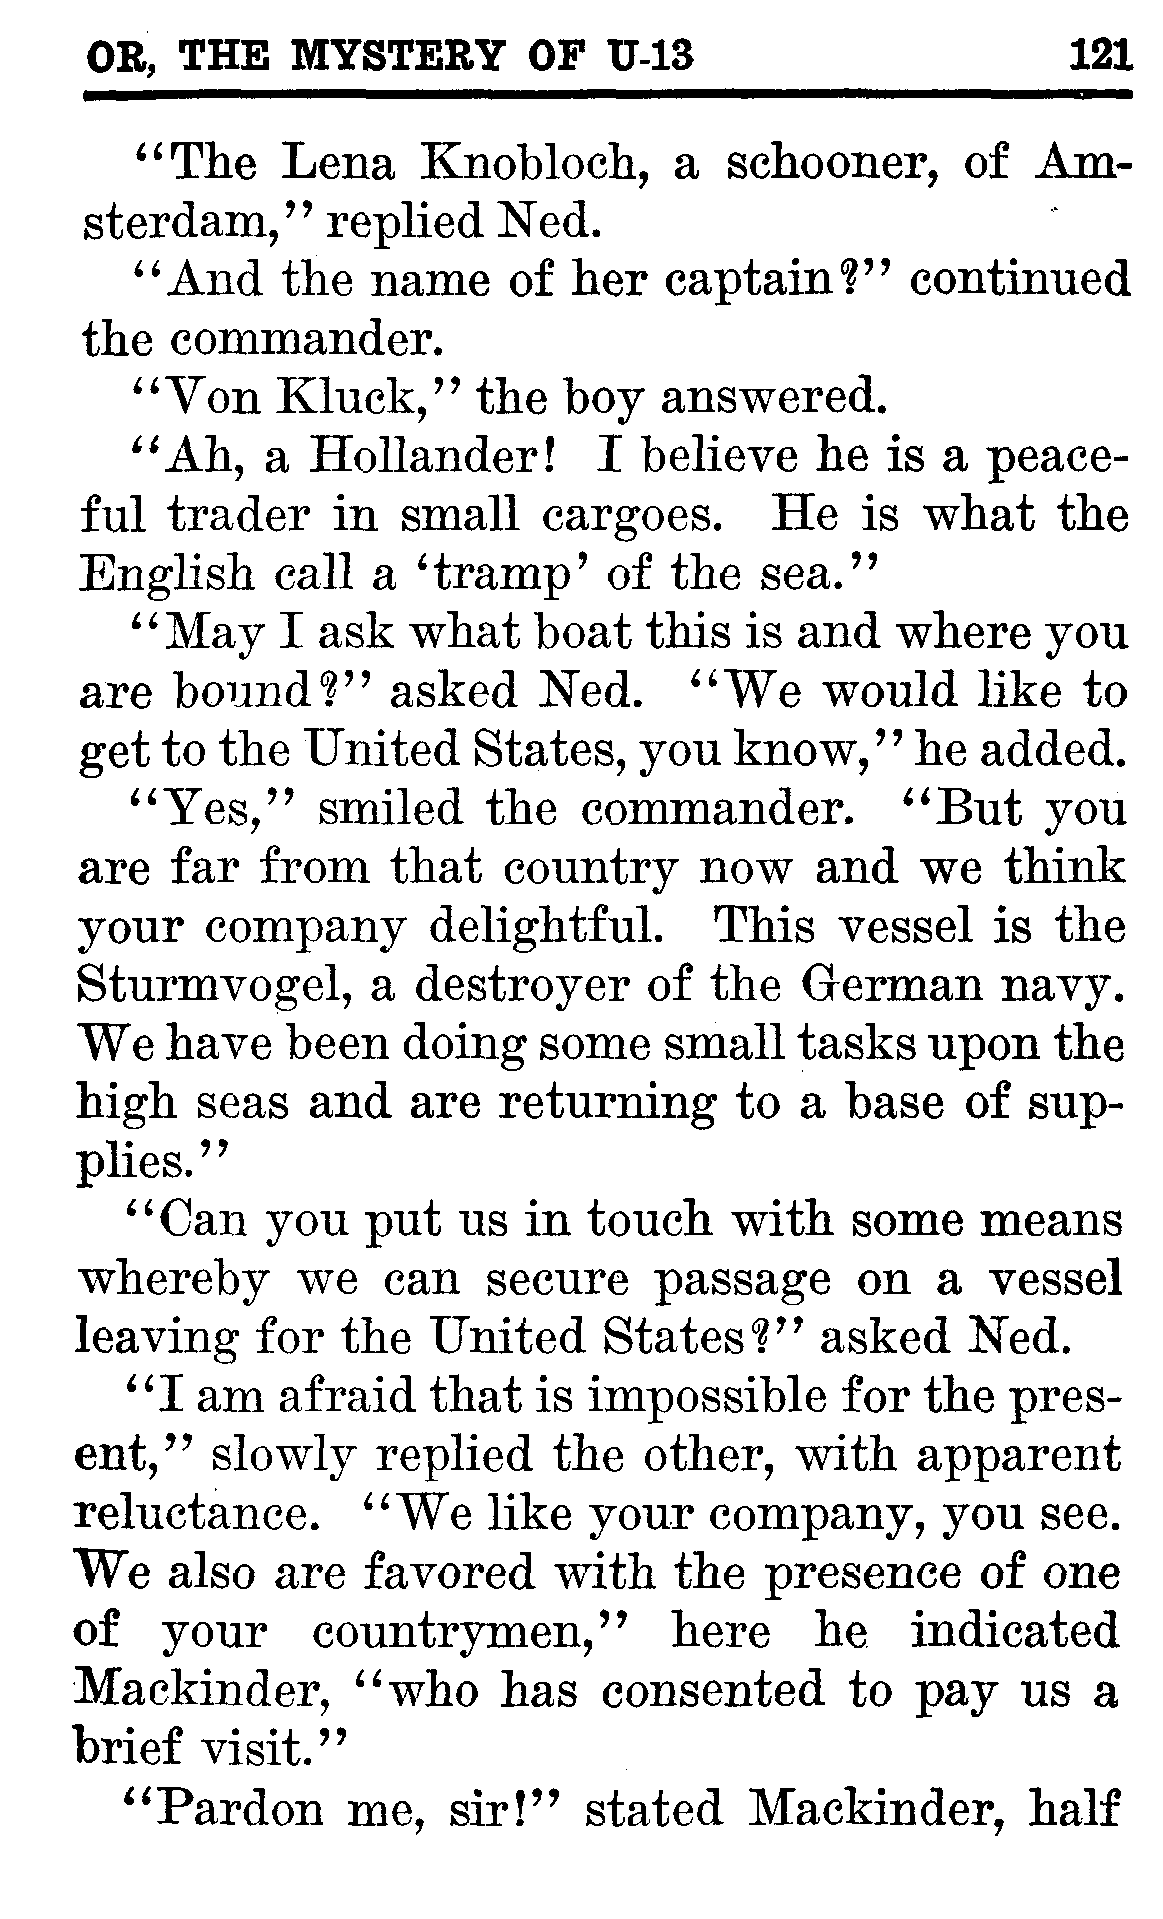 OR, THE MYSTERY OF U-13 121
“The Lena Knobloch, a schooner, of Am-
sterdam,” replied Ned.
“And the name of her captain?” continued
the commander.
“Von Kluck,” the boy answered.
“Ah, a Hollander! I believe he is a peace-
ful trader in small cargoes. He is what the
English call a ‘tramp’ of the sea.”
“May I ask what boat this is and where you
are bound?” asked Ned. “We would like to
get to the United States, you know,” he added.
“Yes,” smiled the commander. “But you
are far from that country now and we think
your company delightful. This vessel is the
Sturmvogel, a destroyer of the German navy.
We have been doing some small tasks upon the
high seas and are returning to a base of sup-
plies.”
“Can you put us in touch with some means
whereby we can secure passage on a vessel
leaving for the United States?” asked Ned.
“I am afraid that is impossible for the pres-
ent,” slowly replied the other, with apparent
reluctance. “We like your company, you see.
We also are favored with the presence of one
of your countrymen,” here he indicated
Mackinder, “who has consented to pay us a
brief visit.”
“Pardon me, sir!” stated Mackinder, half